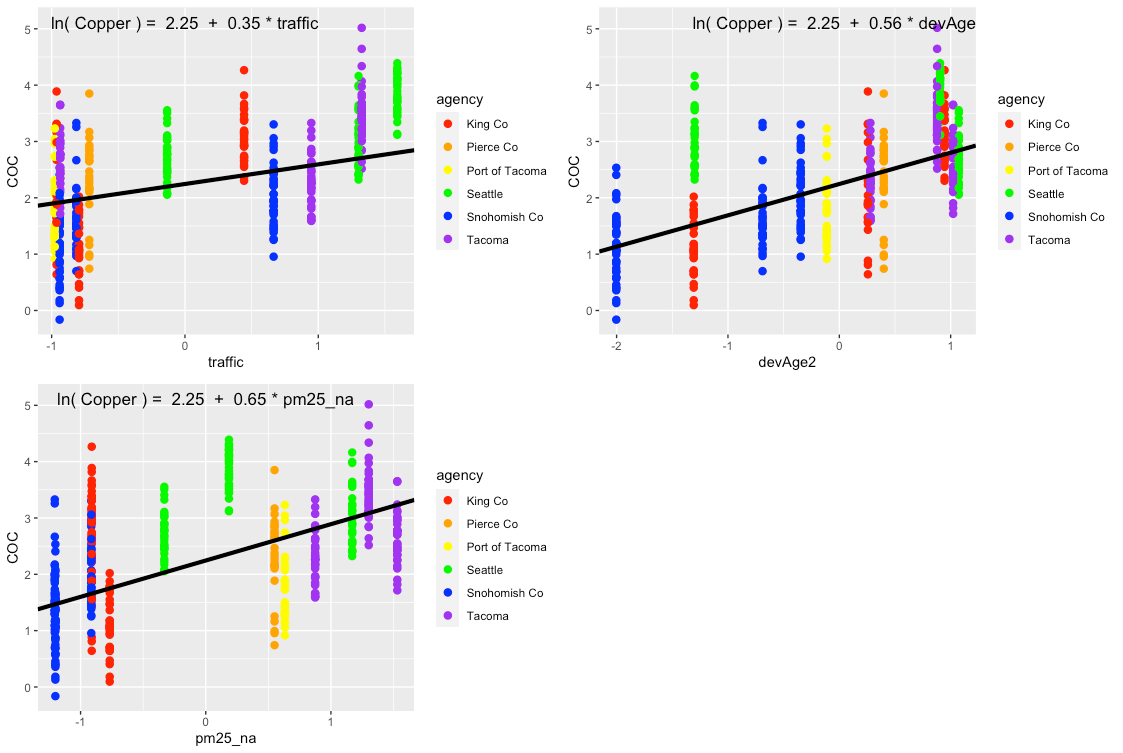 ln( Copper ) = 2.25 + 0.35 * traffic
COC
5
4
3
2
1
0
-1
0
1
traffic
agency
King Co
Pierce Co
Port of Tacoma
Seattle
Snohomish Co
Tacoma
ln( Copper ) = 2.25 + 0.56 * devAge
COC
5
4
3
2
1
0
-2
-1
0
1
devAge2
agency
King Co
Pierce Co
Port of Tacoma
Seattle
Snohomish Co
Tacoma
ln( Copper ) = 2.25 + 0.65 * pm25_na
COC
5
4
3
2
1
0
-1
0
1
pm25_na
agency
King Co
Pierce Co
Port of Tacoma
Seattle
Snohomish Co
Tacoma